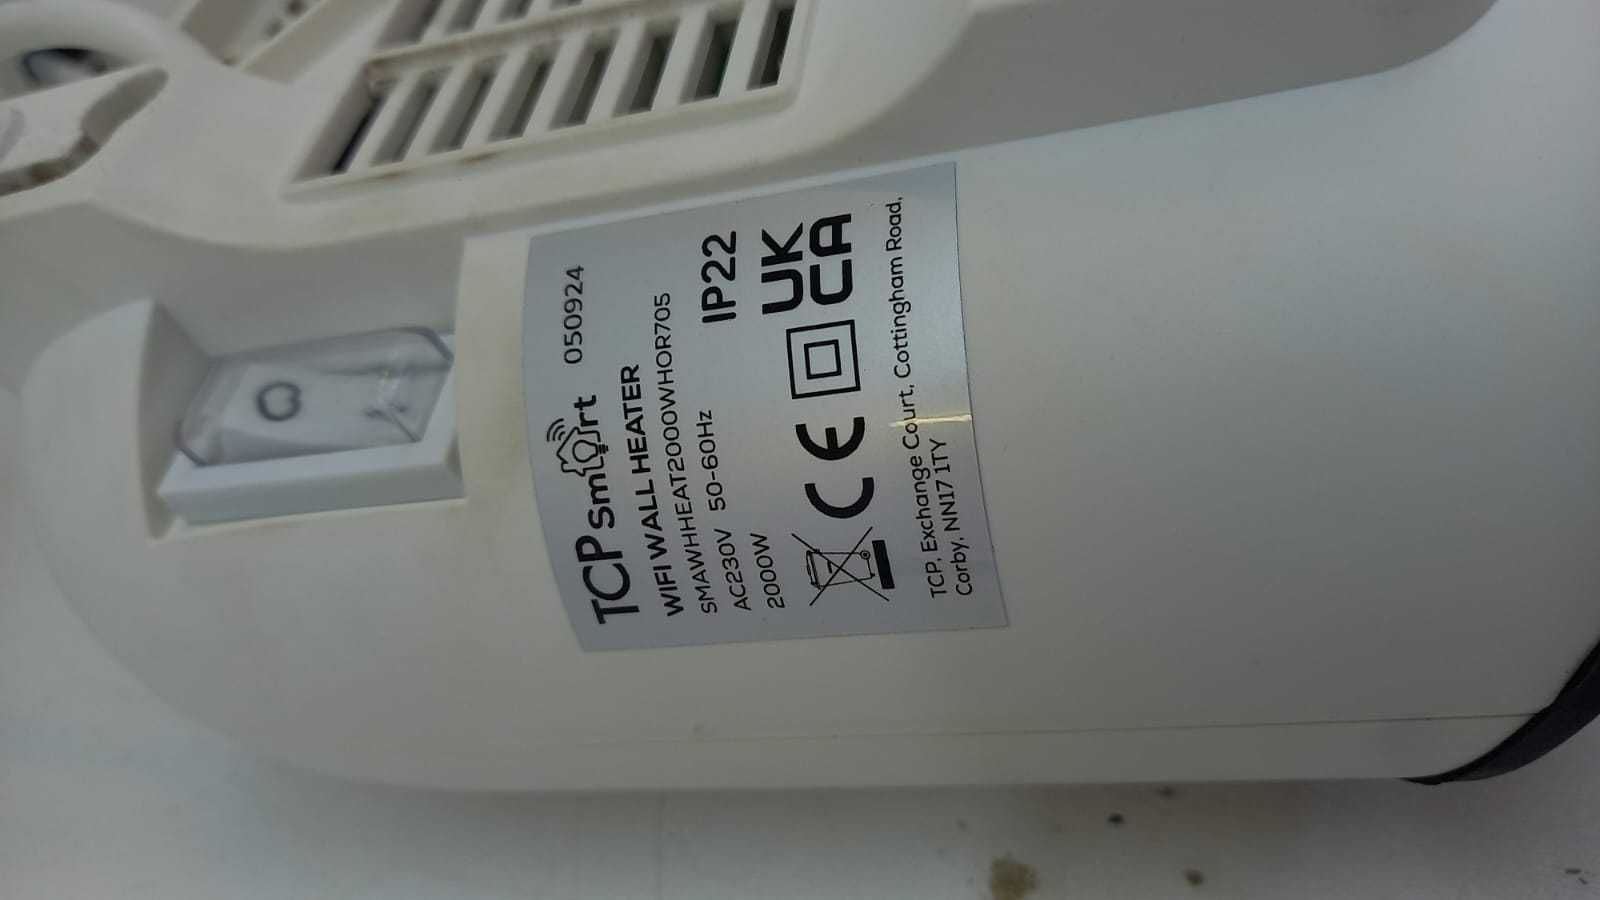 TCP smart 050924
WIFI WALL HEATER
SMAWHHEAT2000WHOR705
AC230V 50-60Hz IP22
2000W
CE UK CA
TCP, Exchange Court, Cottingham Road,
Corby, NN17 1TY